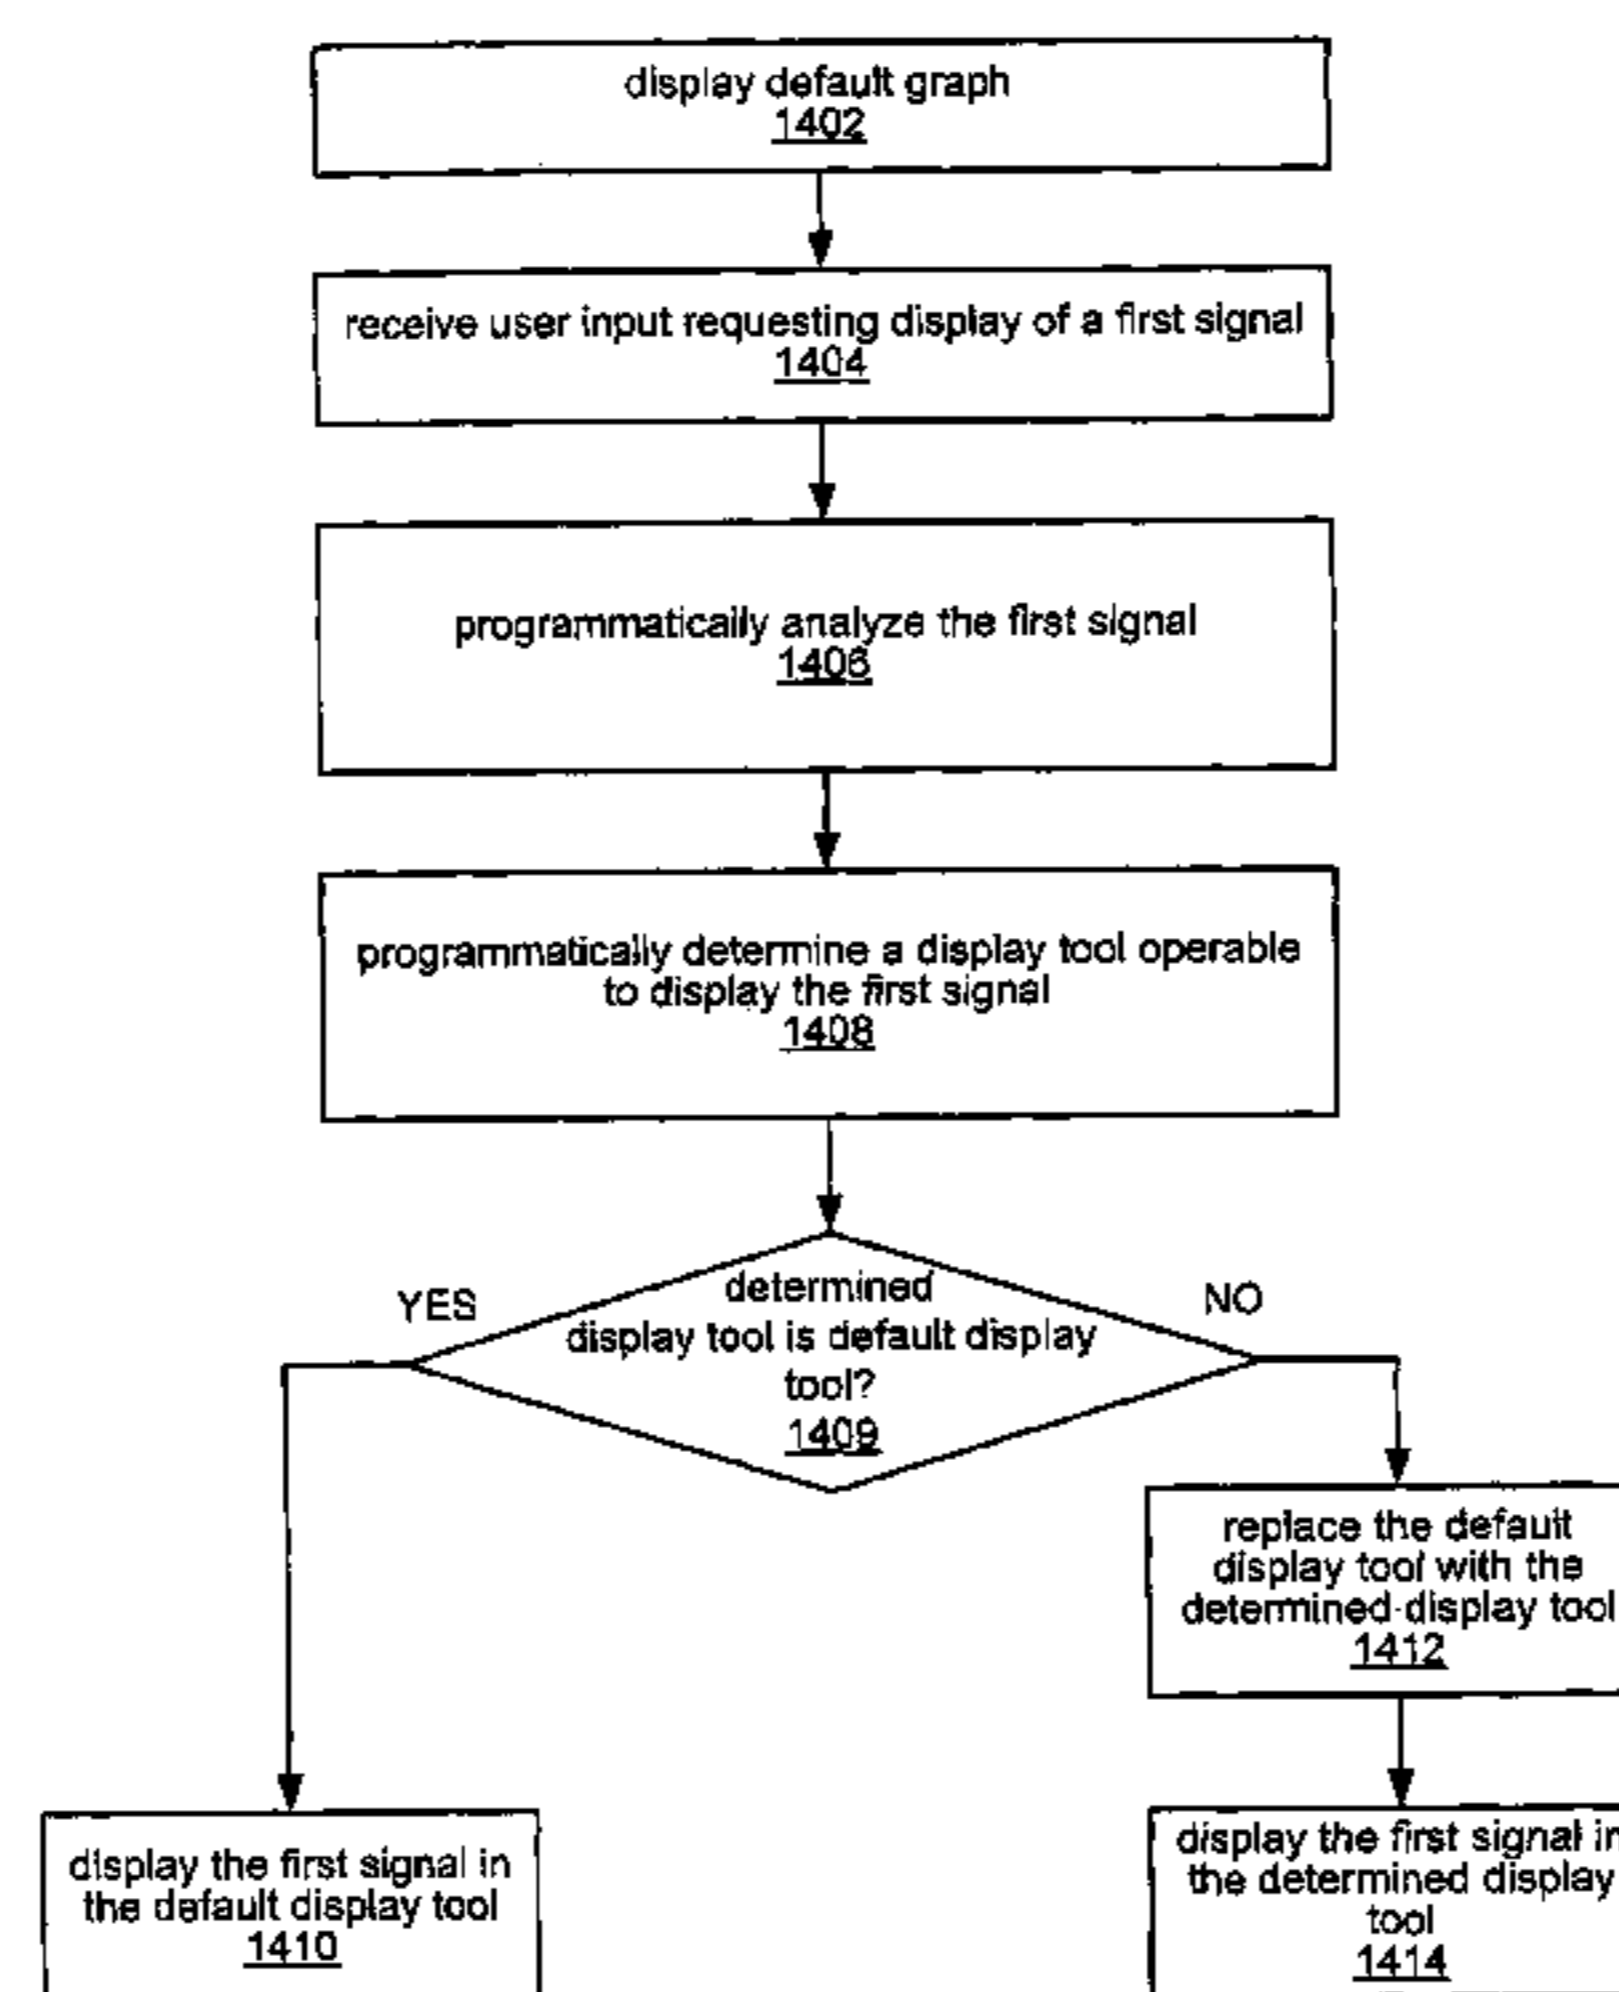 display default graph
1402
receive user input requesting display of a first signal
1404
programmatically analyze the first signal
1406
programmatically determine a display tool operable
to display the first signal
1408
YES
NO
determined
display tool is default display
tool?
1409
replace the default
display tool with the
determined display tool
1412
display the first signal in
the default display tool
1410
display the first signal in
the determined display
tool
1414